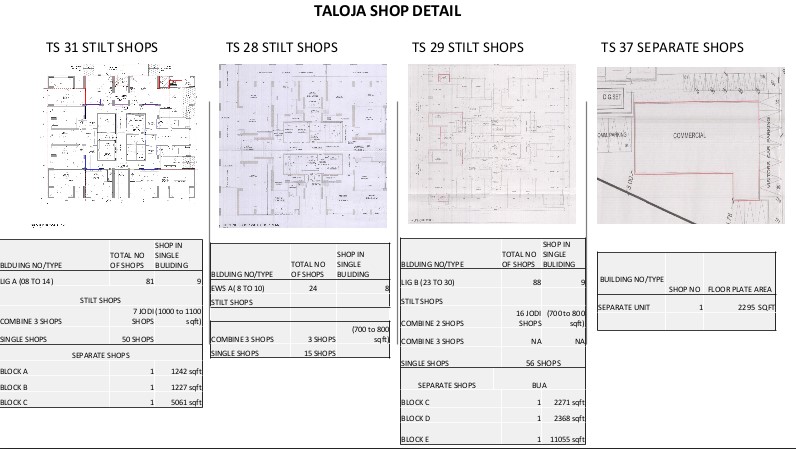 TALOJA SHOP DETAIL
TS 31 STILT SHOPS
TS 28 STILT SHOPS
TS 29 STILT SHOPS
TS 37 SEPARATE SHOPS
D.G SET
COMMERCIAL
VISITORS CAR PARKING
BLDUING NO/TYPE TOTAL NO OF SHOPS SHOP IN SINGLE BUILIDING
LIG A (08 TO 14) 81 9
STILT SHOPS
COMBINE 3 SHOPS 7 JODI SHOPS (1000 to 1100 sqft)
SINGLE SHOPS 50 SHOPS
SEPARATE SHOPS
BLOCK A 1 1242 sqft
BLOCK B 1 1227 sqft
BLOCK C 1 5061 sqft
BLDUING NO/TYPE TOTAL NO OF SHOPS SHOP IN SINGLE BULIDING
EWS A( 8 TO 10) 24 8
STILT SHOPS
COMBINE 3 SHOPS 3 SHOPS (700 to 800 sqft)
SINGLE SHOPS 15 SHOPS
BLDUING NO/TYPE TOTAL NO OF SHOPS SHOP IN SINGLE BUILIDING
LIG B (23 TO 30) 88 9
STILT SHOPS
COMBINE 2 SHOPS 16 JODI SHOPS (700 to 800 sqft)
COMBINE 3 SHOPS NA NA
SINGLE SHOPS 56 SHOPS
SEPARATE SHOPS BUA
BLOCK C 1 2271 sqft
BLOCK D 1 2368 sqft
BLOCK E 1 11055 sqft
BUILDING NO/TYPE SHOP NO FLOOR PLATE AREA
SEPARATE UNIT 1 2295 SQFT